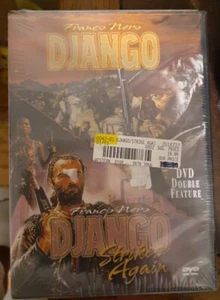 Franco Nero
DJANGO
DVD
DOUBLE
FEATURE
Franco Nero
DJANGO
Strikes
Again
DVD